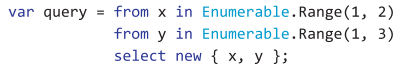 var query = from x in Enumerable.Range(1, 2)
            from y in Enumerable.Range(1, 3)
            select new { x, y };